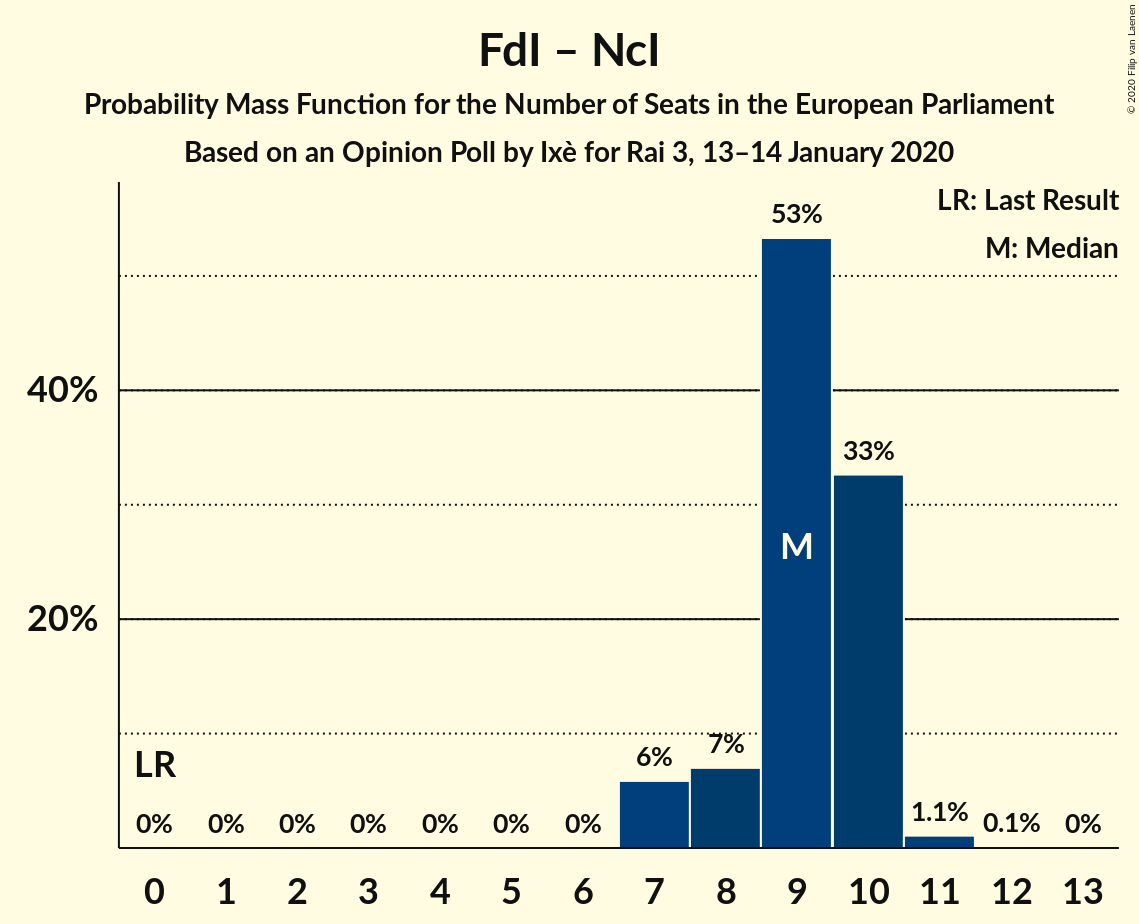 FdI – NcI
Probability Mass Function for the Number of Seats in the European Parliament
Based on an Opinion Poll by Ixè for Rai 3, 13–14 January 2020
© 2020 Filip van Laenen
LR: Last Result
M: Median
53%
40%
33%
M
20%
LR
0%
0%
0%
0%
0%
0%
0%
6%
7%
1.1%
0.1%
0%
0 1 2 3 4 5 6 7 8 9 10 11 12 13